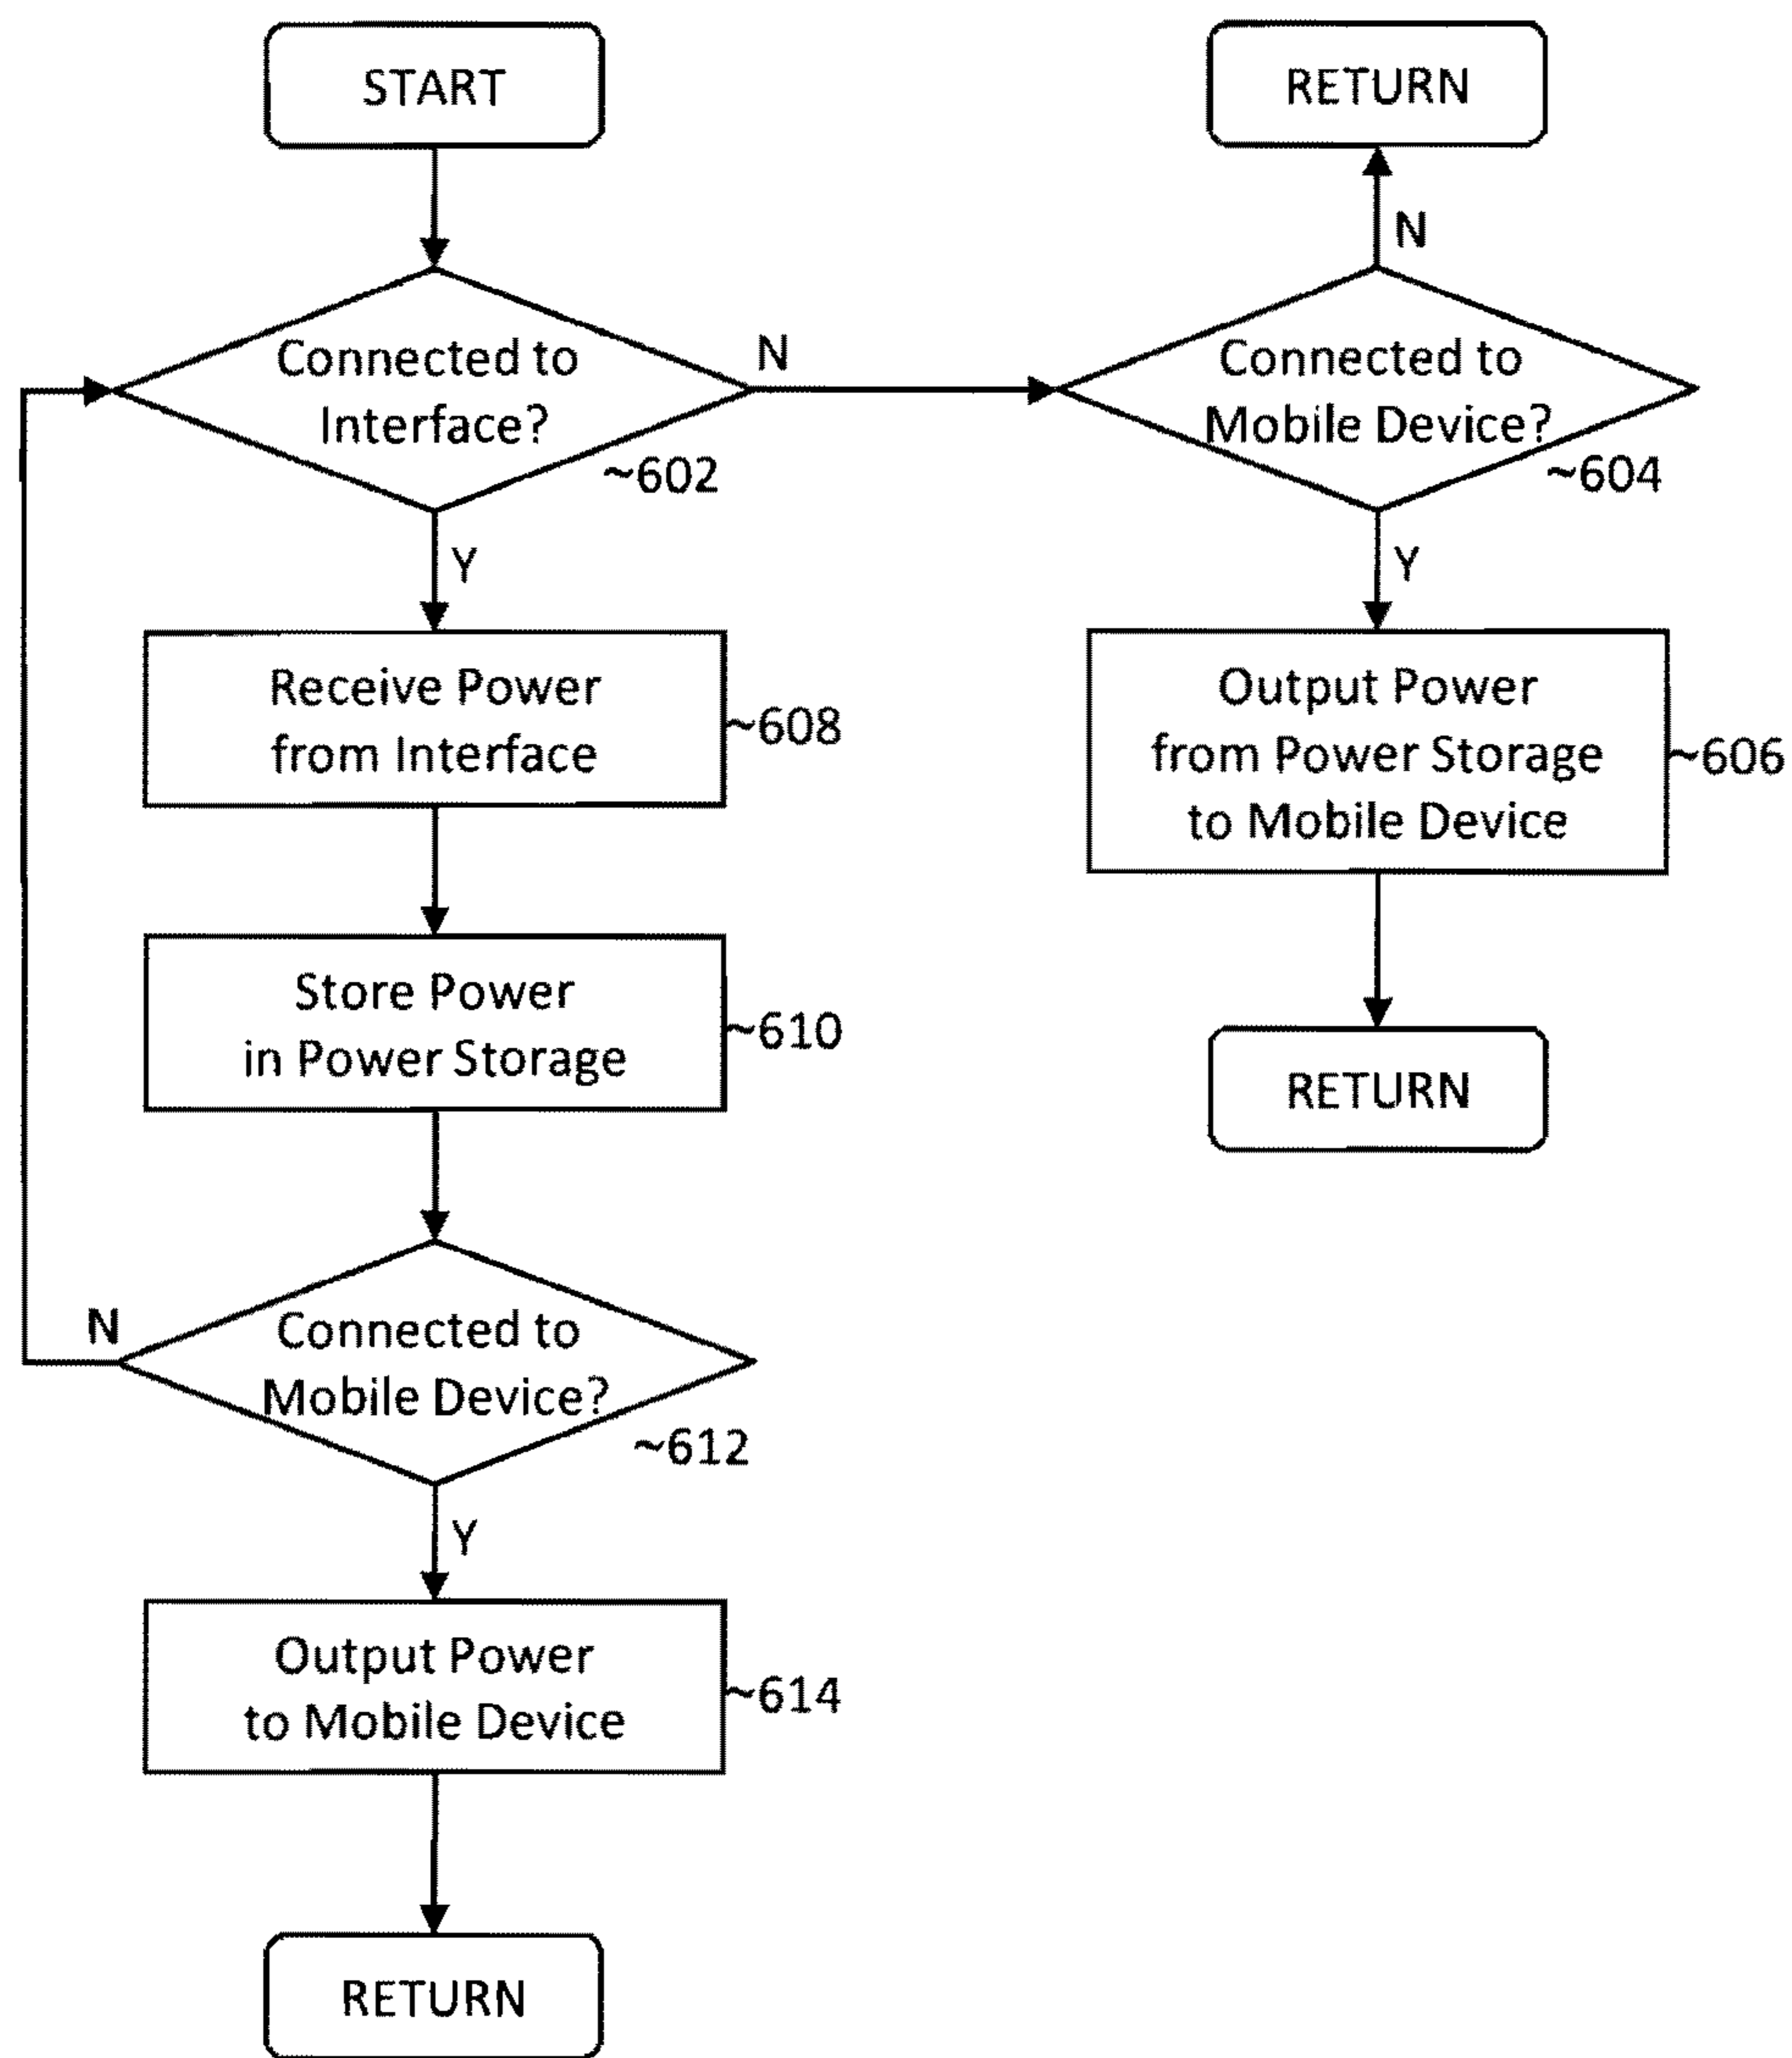 START
Connected to
Interface?
~602
N
Y
Receive Power
from Interface
~608
Store Power
in Power Storage
~610
Connected to
Mobile Device?
~612
N
Y
Output Power
to Mobile Device
~614
RETURN
RETURN
N
Connected to
Mobile Device?
~604
Y
Output Power
from Power Storage
to Mobile Device
~606
RETURN